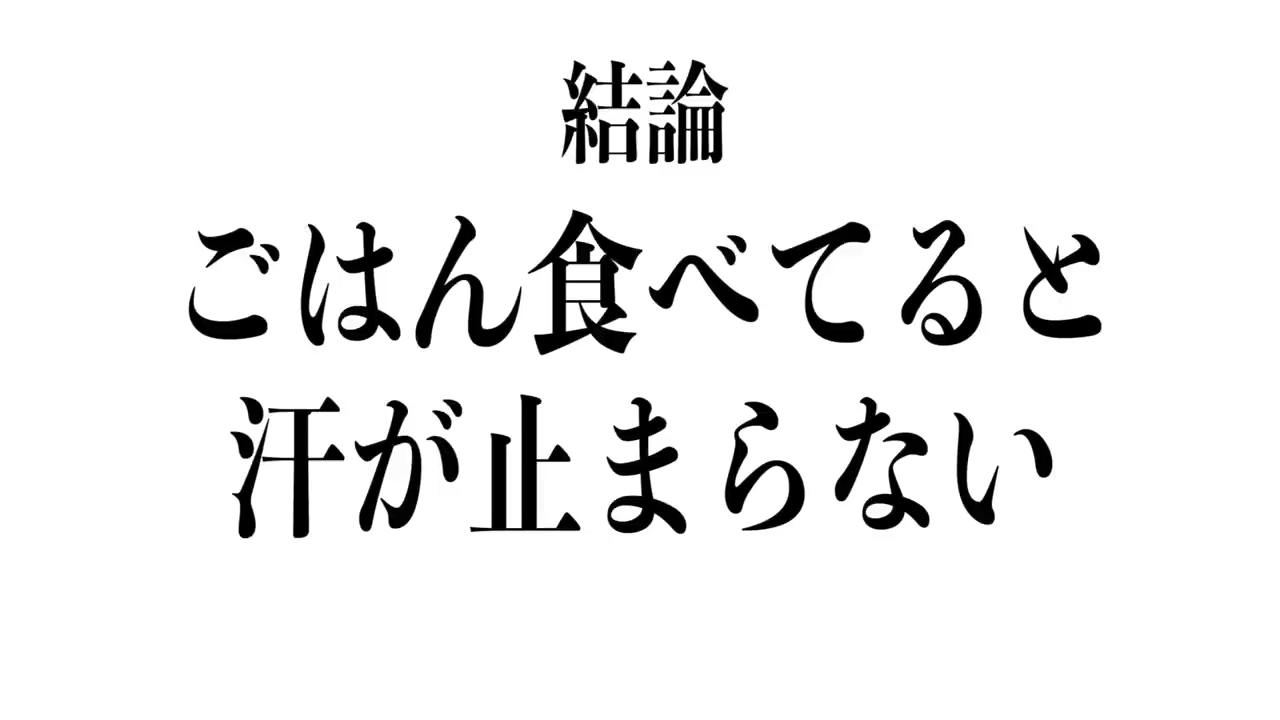 結論
ごはん食べてると
汗が止まらない